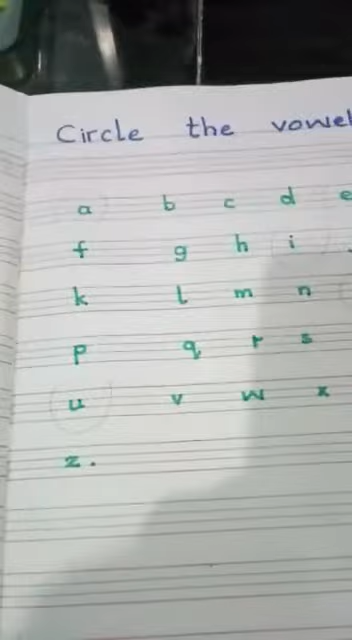 Circle the vowel
a b c d e
f g h i
k l m n
p q r s
u v w x
z.